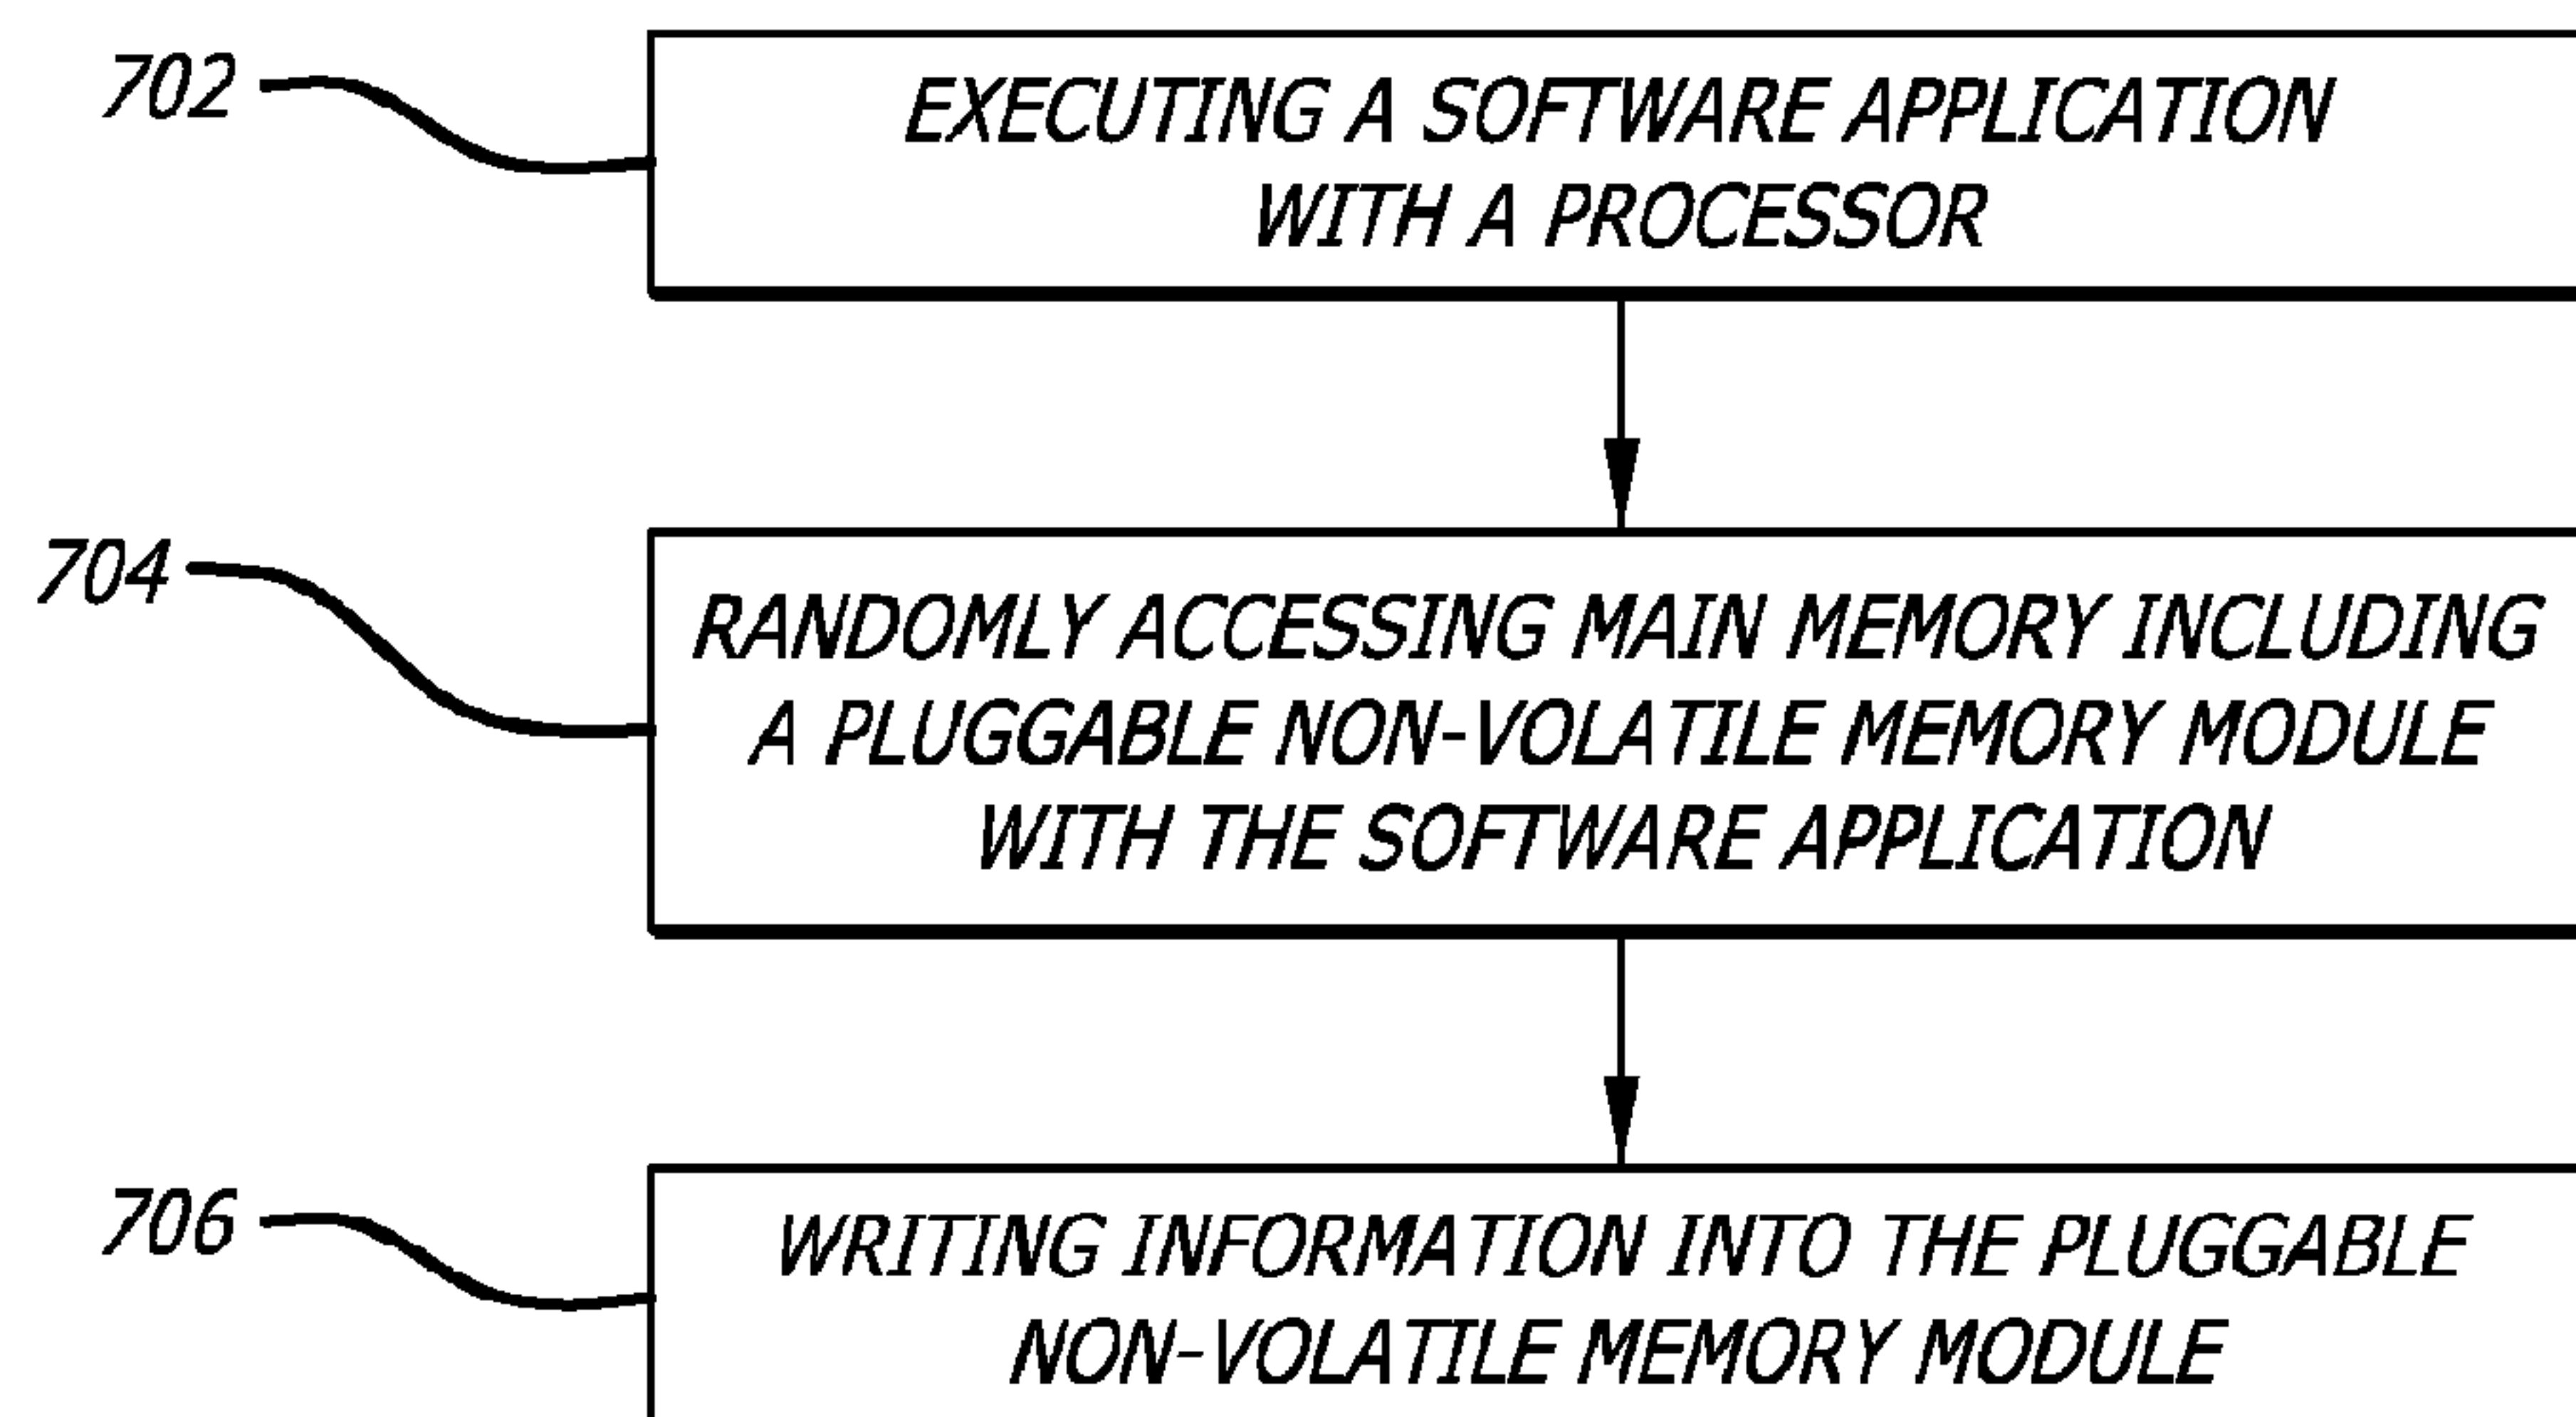 702
EXECUTING A SOFTWARE APPLICATION
WITH A PROCESSOR
704
RANDOMLY ACCESSING MAIN MEMORY INCLUDING
A PLUGGABLE NON-VOLATILE MEMORY MODULE
WITH THE SOFTWARE APPLICATION
706
WRITING INFORMATION INTO THE PLUGGABLE
NON-VOLATILE MEMORY MODULE